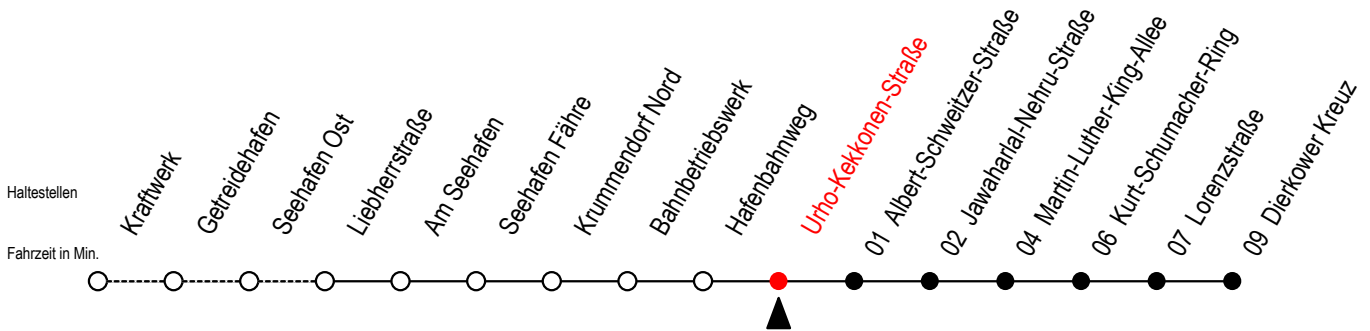 Haltestellen
Fahrzeit in Min.
Kraftwerk
Getreidehafen
Seehafen Ost
Liebherrstraße
Am Seehafen
Seehafen Fähre
Krummendorf Nord
Bahnbetriebswerk
Hafenbahnweg
Urho-Kekkonen-Straße
01 Albert-Schweitzer-Straße
02 Jawaharlal-Nehru-Straße
04 Martin-Luther-King-Allee
06 Kurt-Schumacher-Ring
07 Lorenzstraße
09 Dierkower Kreuz